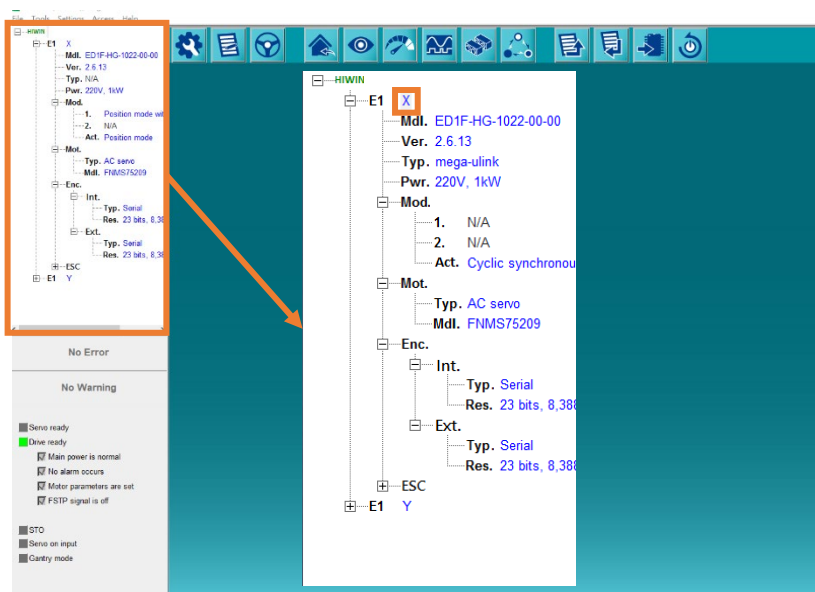 File Tools Settings Access Help
HIWIN
E1 X
Mdl. ED1F-HG-1022-00-00
Ver. 2.6.13
Typ. N/A
Pwr. 220V, 1kW
Mod.
1. Position mode wit
2. N/A
Act. Position mode
Mot.
Typ. AC servo
Mdl. FNMS75209
Enc.
Int.
Typ. Serial
Res. 23 bits, 8,38
Ext.
Typ. Serial
Res. 23 bits, 8,38
ESC
E1 Y
No Error
No Warning
Servo ready
Drive ready
Main power is normal
No alarm occurs
Motor parameters are set
FSTP signal is off
STO
Servo on input
Gantry mode
HIWIN
E1 X
Mdl. ED1F-HG-1022-00-00
Ver. 2.6.13
Typ. mega-ulink
Pwr. 220V, 1kW
Mod.
1. N/A
2. N/A
Act. Cyclic synchronou
Mot.
Typ. AC servo
Mdl. FNMS75209
Enc.
Int.
Typ. Serial
Res. 23 bits, 8,388
Ext.
Typ. Serial
Res. 23 bits, 8,388
ESC
E1 Y